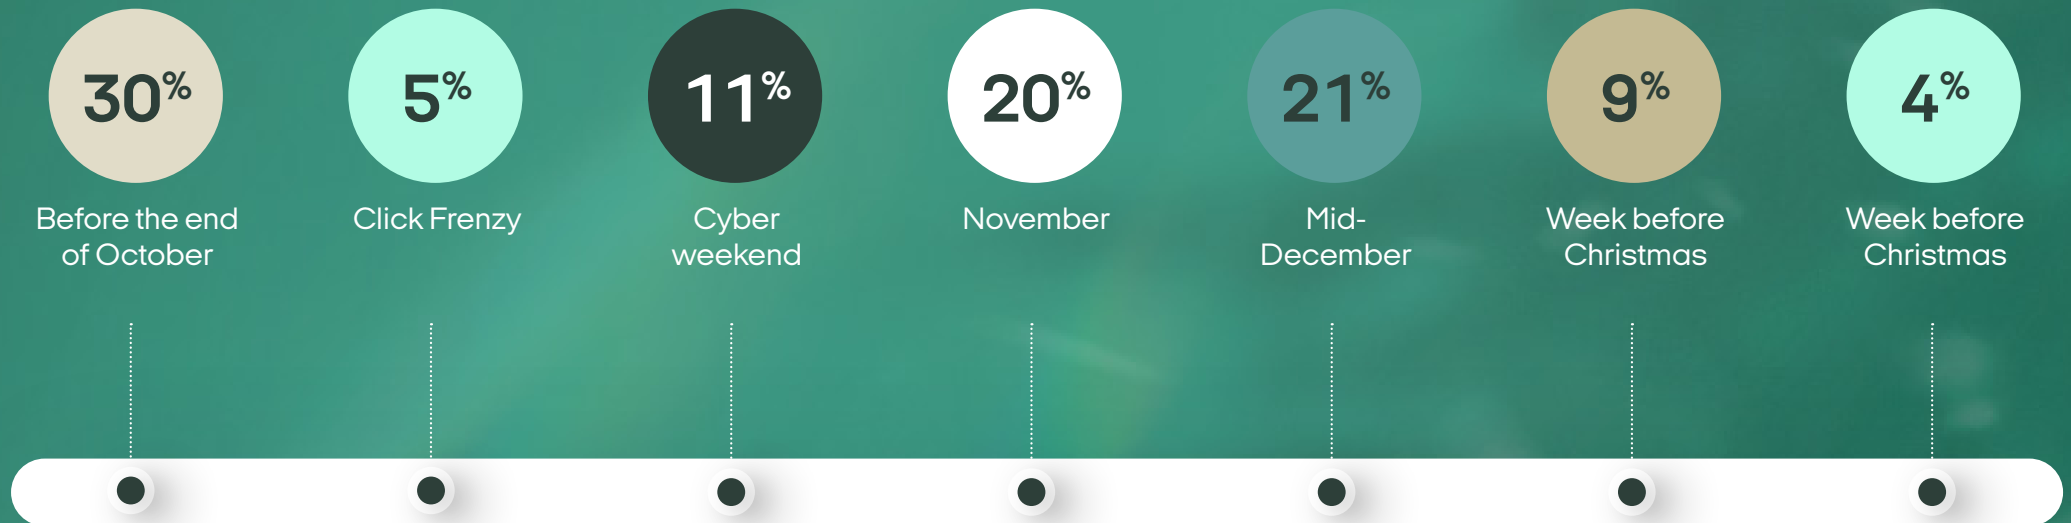 30%
Before the end
of October
5%
Click Frenzy
11%
Cyber
weekend
20%
November
21%
Mid-
December
9%
Week before
Christmas
4%
Week before
Christmas